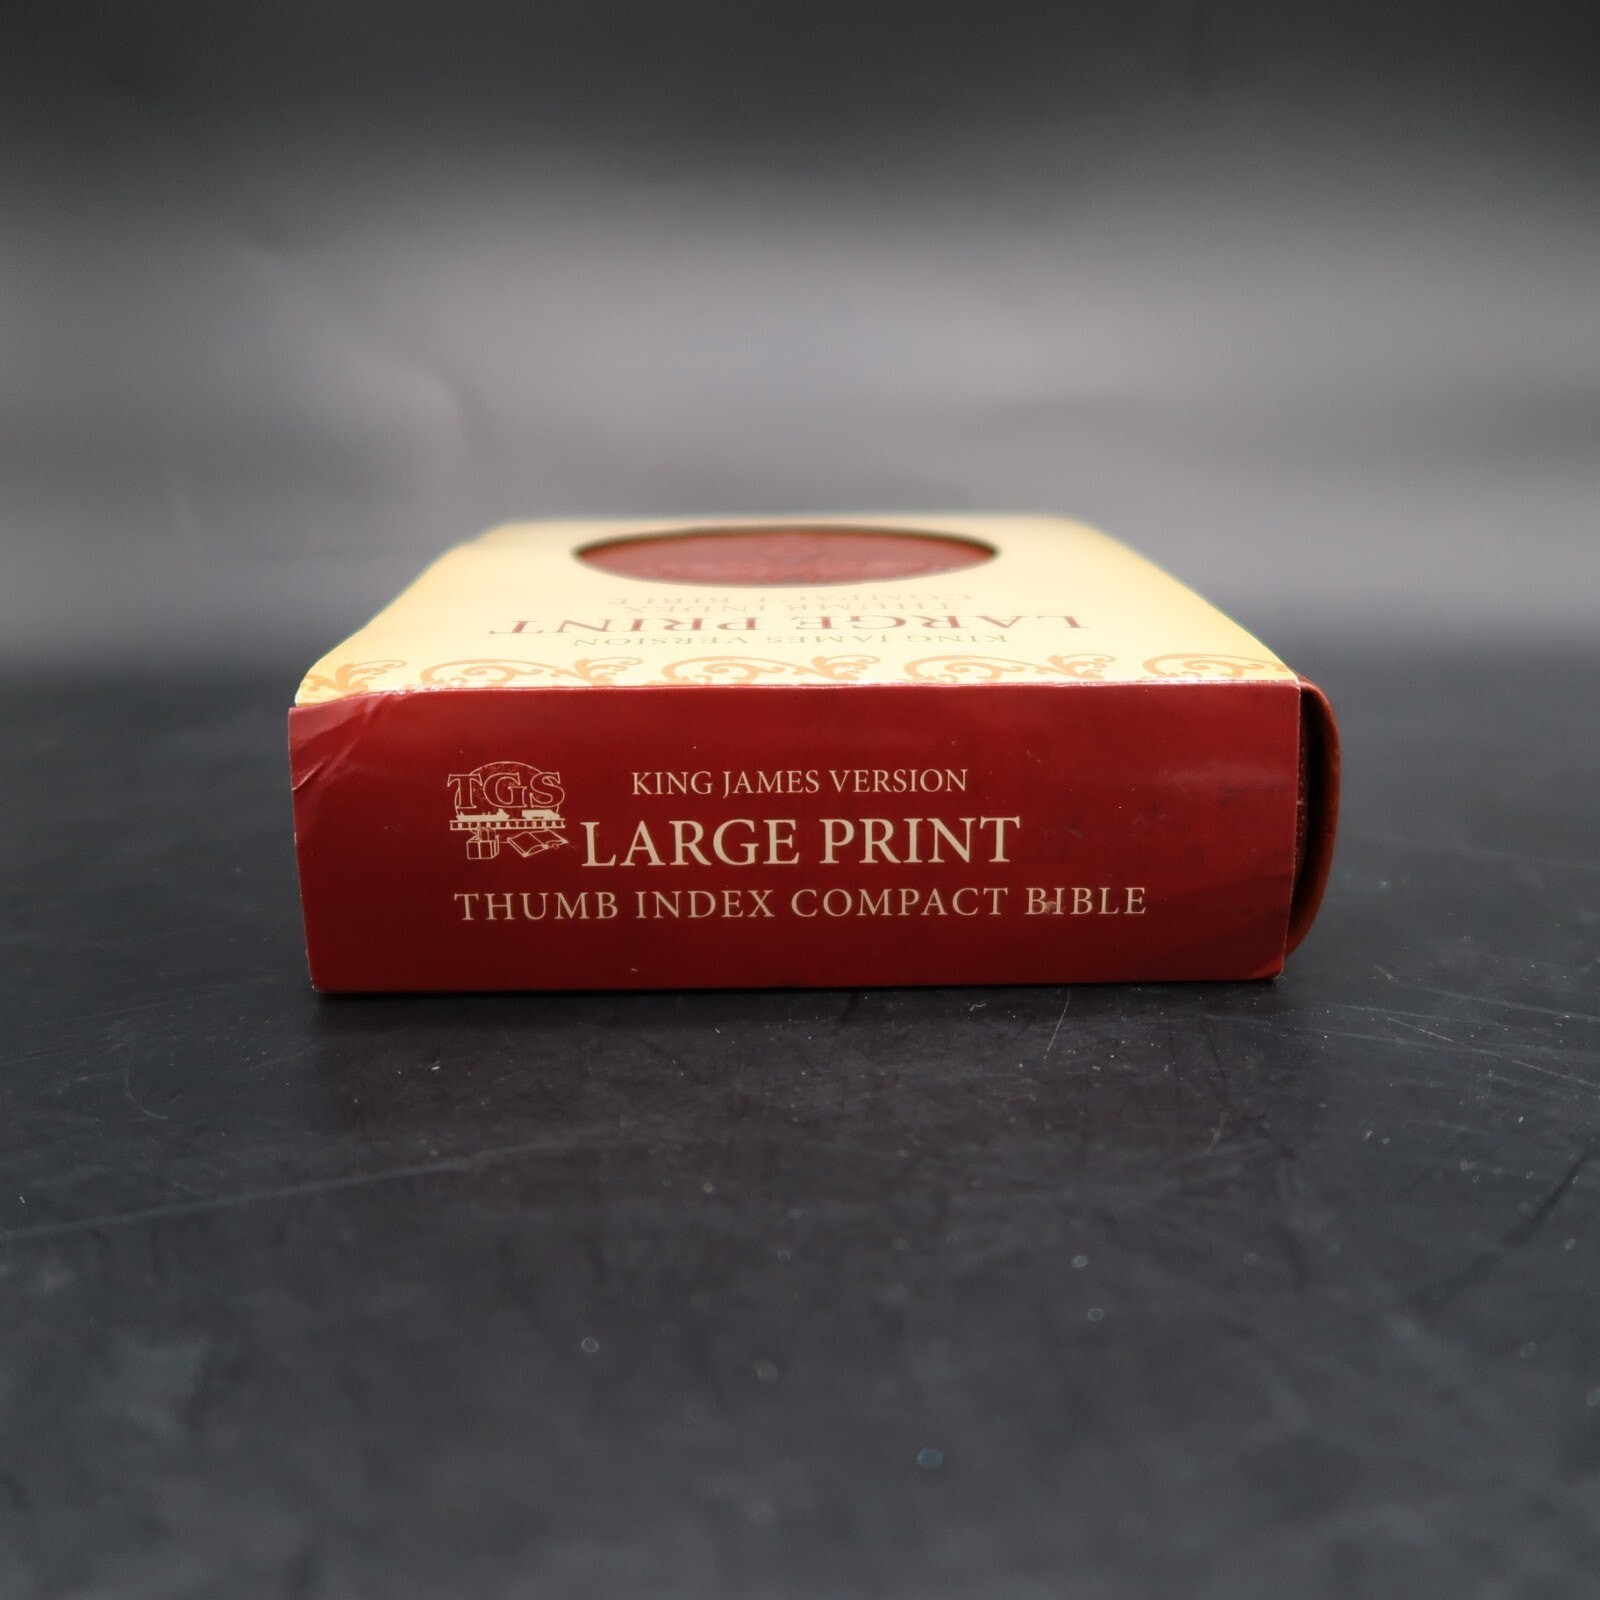 KING JAMES VERSION
LARGE PRINT
THUMB INDEX
COMPACT BIBLE
TGS
INTERNATIONAL
KING JAMES VERSION
LARGE PRINT
THUMB INDEX COMPACT BIBLE